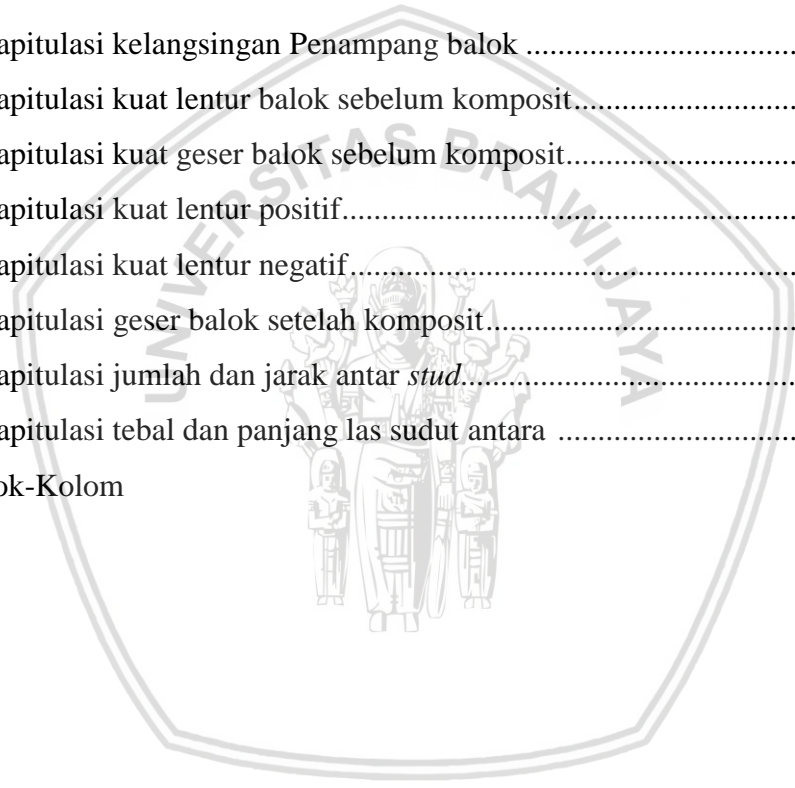 apitulasi kelangsingan Penampang balok ..................................
apitulasi kuat lentur balok sebelum komposit............................
apitulasi kuat geser balok sebelum komposit.............................
apitulasi kuat lentur positif.........................................................
apitulasi kuat lentur negatif........................................................
apitulasi geser balok setelah komposit.......................................
apitulasi jumlah dan jarak antar stud.........................................
apitulasi tebal dan panjang las sudut antara ..............................
ok-Kolom
UNIVERSITAS BRAWIJAYA